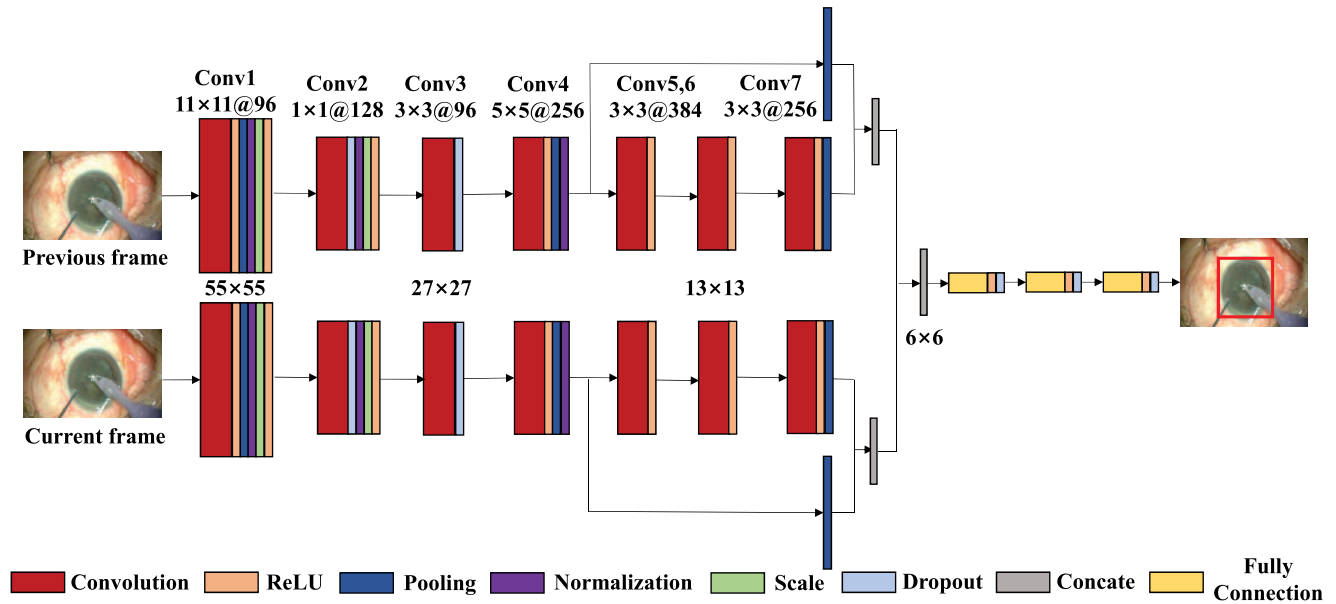 Conv1
11×11@96
Conv2
1×1@128
Conv3
3×3@96
Conv4
5×5@256
Conv5,6
3×3@384
Conv7
3×3@256
Previous frame
55×55
27×27
13×13
6×6
Current frame
Convolution
ReLU
Pooling
Normalization
Scale
Dropout
Concate
Fully
Connection